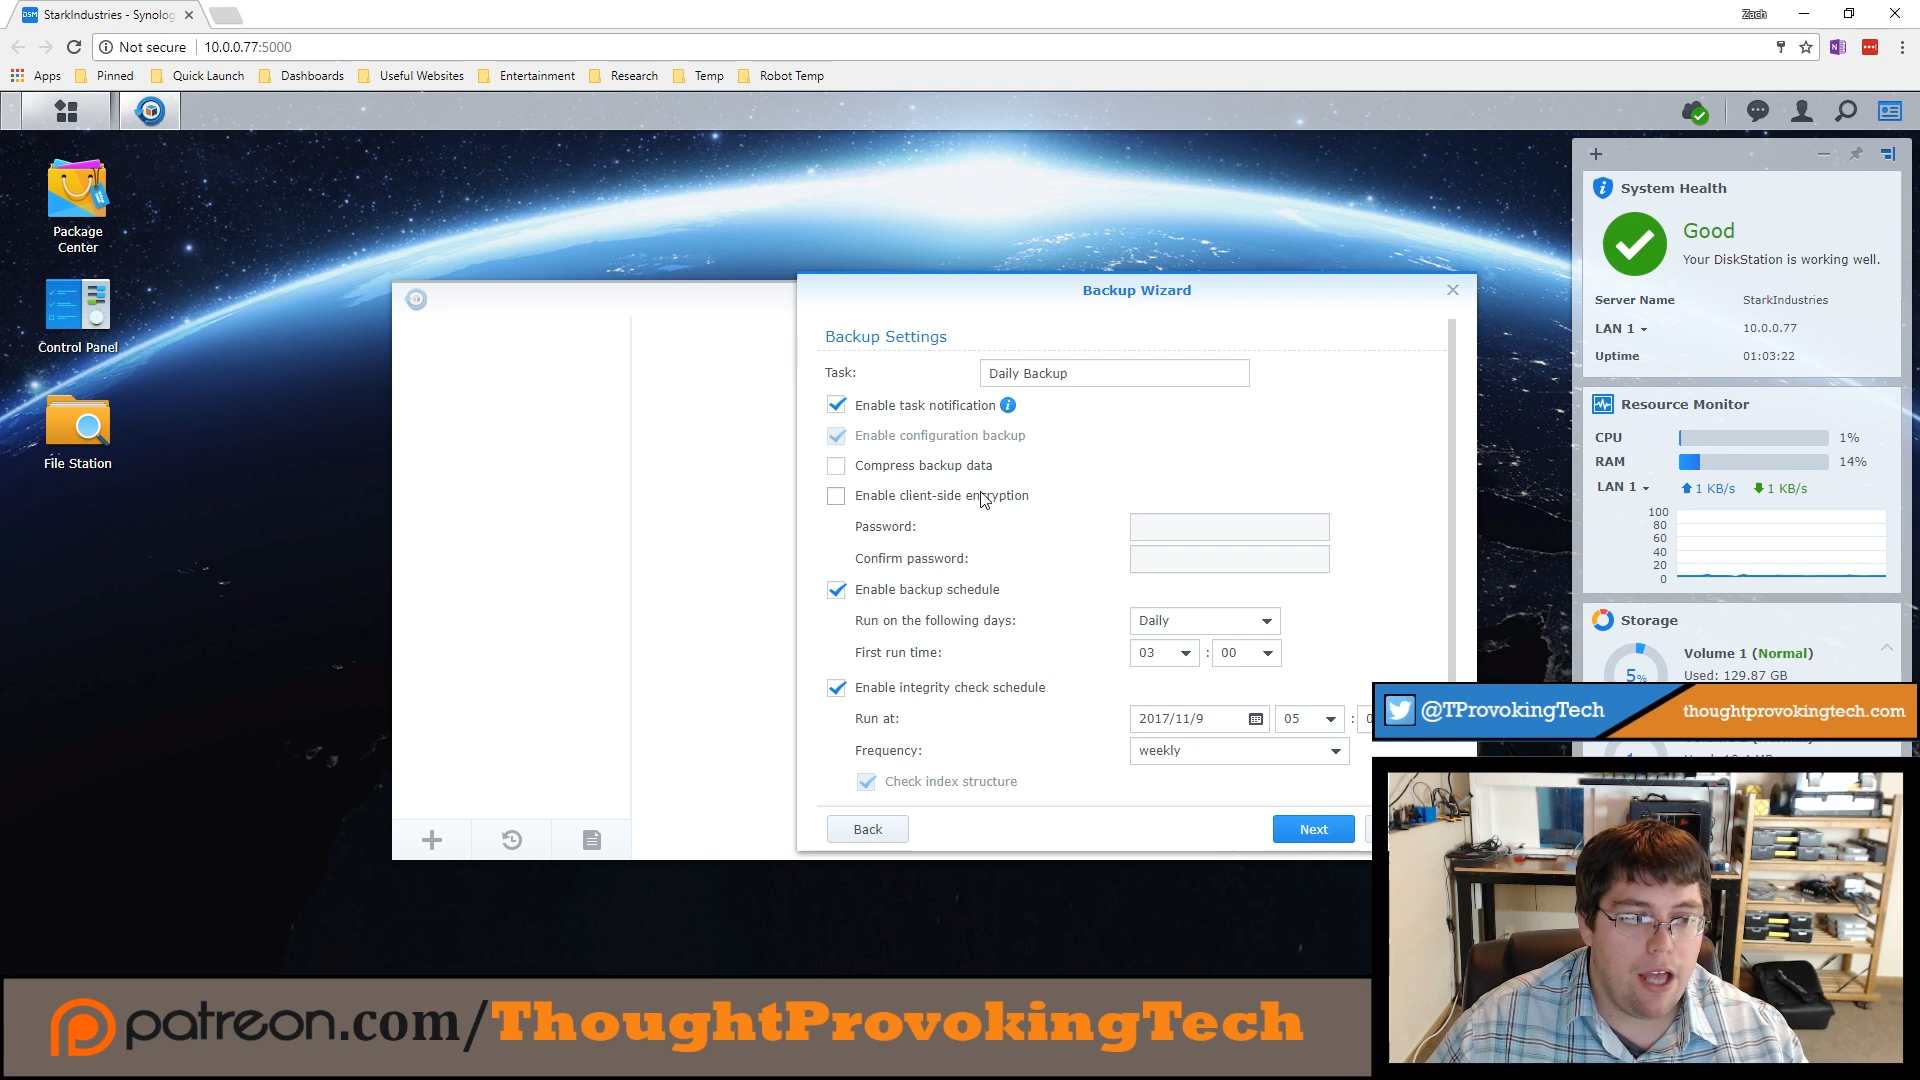 StarkIndustries - Synolog
Zach
Not secure
10.0.0.77:5000
Apps
Pinned
Quick Launch
Dashboards
Useful Websites
Entertainment
Research
Temp
Robot Temp
Package
Center
Control Panel
File Station
Backup Wizard
Backup Settings
Task:
Daily Backup
Enable task notification
Enable configuration backup
Compress backup data
Enable client-side encryption
Password:
Confirm password:
Enable backup schedule
Run on the following days:
Daily
First run time:
03 : 00
Enable integrity check schedule
Run at:
2017/11/9
05 :
Frequency:
weekly
Check index structure
Back
Next
System Health
Good
Your DiskStation is working well.
Server Name
StarkIndustries
LAN 1
10.0.0.77
Uptime
01:03:22
Resource Monitor
CPU
1%
RAM
14%
LAN 1
1 KB/s
1 KB/s
100
80
60
40
20
0
Storage
Volume 1 (Normal)
5%
Used: 129.87 GB
@TProvokingTech
thoughtprovokingtech.com
patreon.com/ThoughtProvokingTech